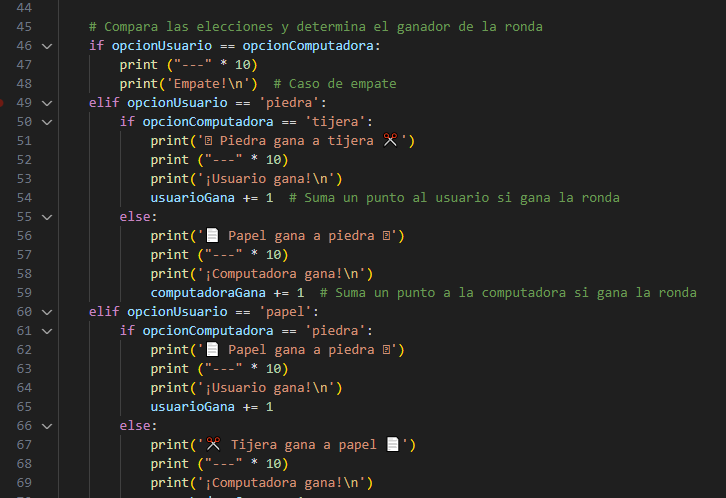 44
45 # Compara las elecciones y determina el ganador de la ronda
46 if opcionUsuario == opcionComputadora:
47 print ("---" * 10)
48 print('Empate!\n')  # Caso de empate
49 elif opcionUsuario == 'piedra':
50 if opcionComputadora == 'tijera':
51 print('🪨 Piedra gana a tijera ✂️')
52 print ("---" * 10)
53 print('¡Usuario gana!\n')
54 usuarioGana += 1  # Suma un punto al usuario si gana la ronda
55 else:
56 print('📄 Papel gana a piedra 🪨')
57 print ("---" * 10)
58 print('¡Computadora gana!\n')
59 computadoraGana += 1  # Suma un punto a la computadora si gana la ronda
60 elif opcionUsuario == 'papel':
61 if opcionComputadora == 'piedra':
62 print('📄 Papel gana a piedra 🪨')
63 print ("---" * 10)
64 print('¡Usuario gana!\n')
65 usuarioGana += 1
66 else:
67 print('✂️ Tijera gana a papel 📄')
68 print ("---" * 10)
69 print('¡Computadora gana!\n')